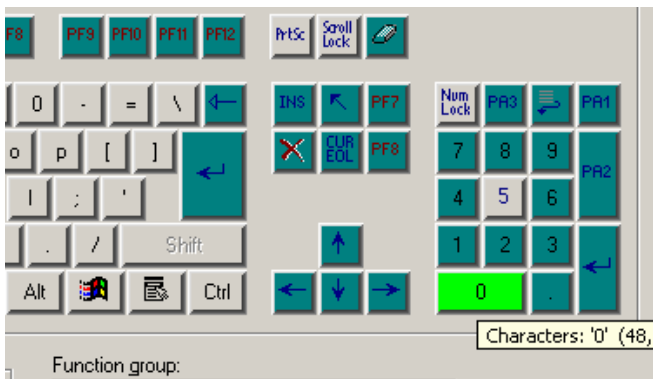 F8 PF9 PF10 PF11 PF12 PrtSc Scroll Lock
0 - = \ INS PF7 Num Lock PA3 PA1
o p [ ] CUR EOL PF8 7 8 9 PA2
l ; ' 4 5 6
. / Shift 1 2 3
Alt Ctrl 0 .
Characters: '0' (48,
Function group: